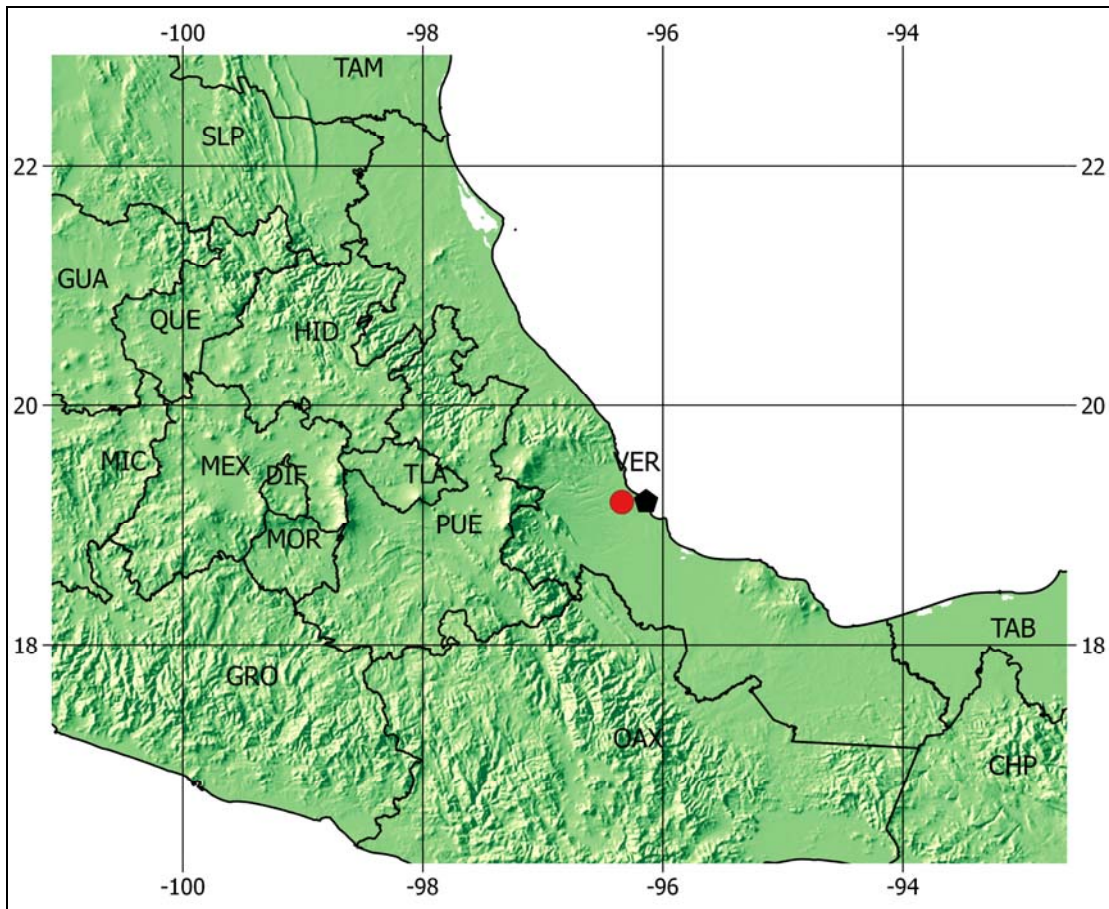 -100 -98 -96 -94
TAM
SLP
22 22
GUA
QUE
HID
20 20
MIC MEX DIF TLA VER
PUE
MOR
TAB
18 18
GRO
OAX
CHP
-100 -98 -96 -94